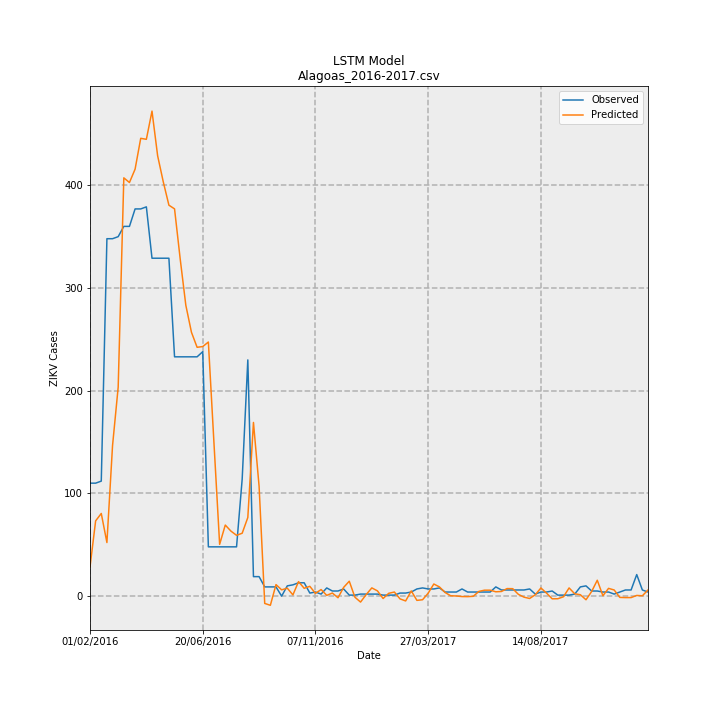 LSTM Model
Alagoas_2016-2017.csv
Observed
Predicted
ZIKV Cases
400
300
200
100
0
01/02/2016 20/06/2016 07/11/2016 27/03/2017 14/08/2017
Date